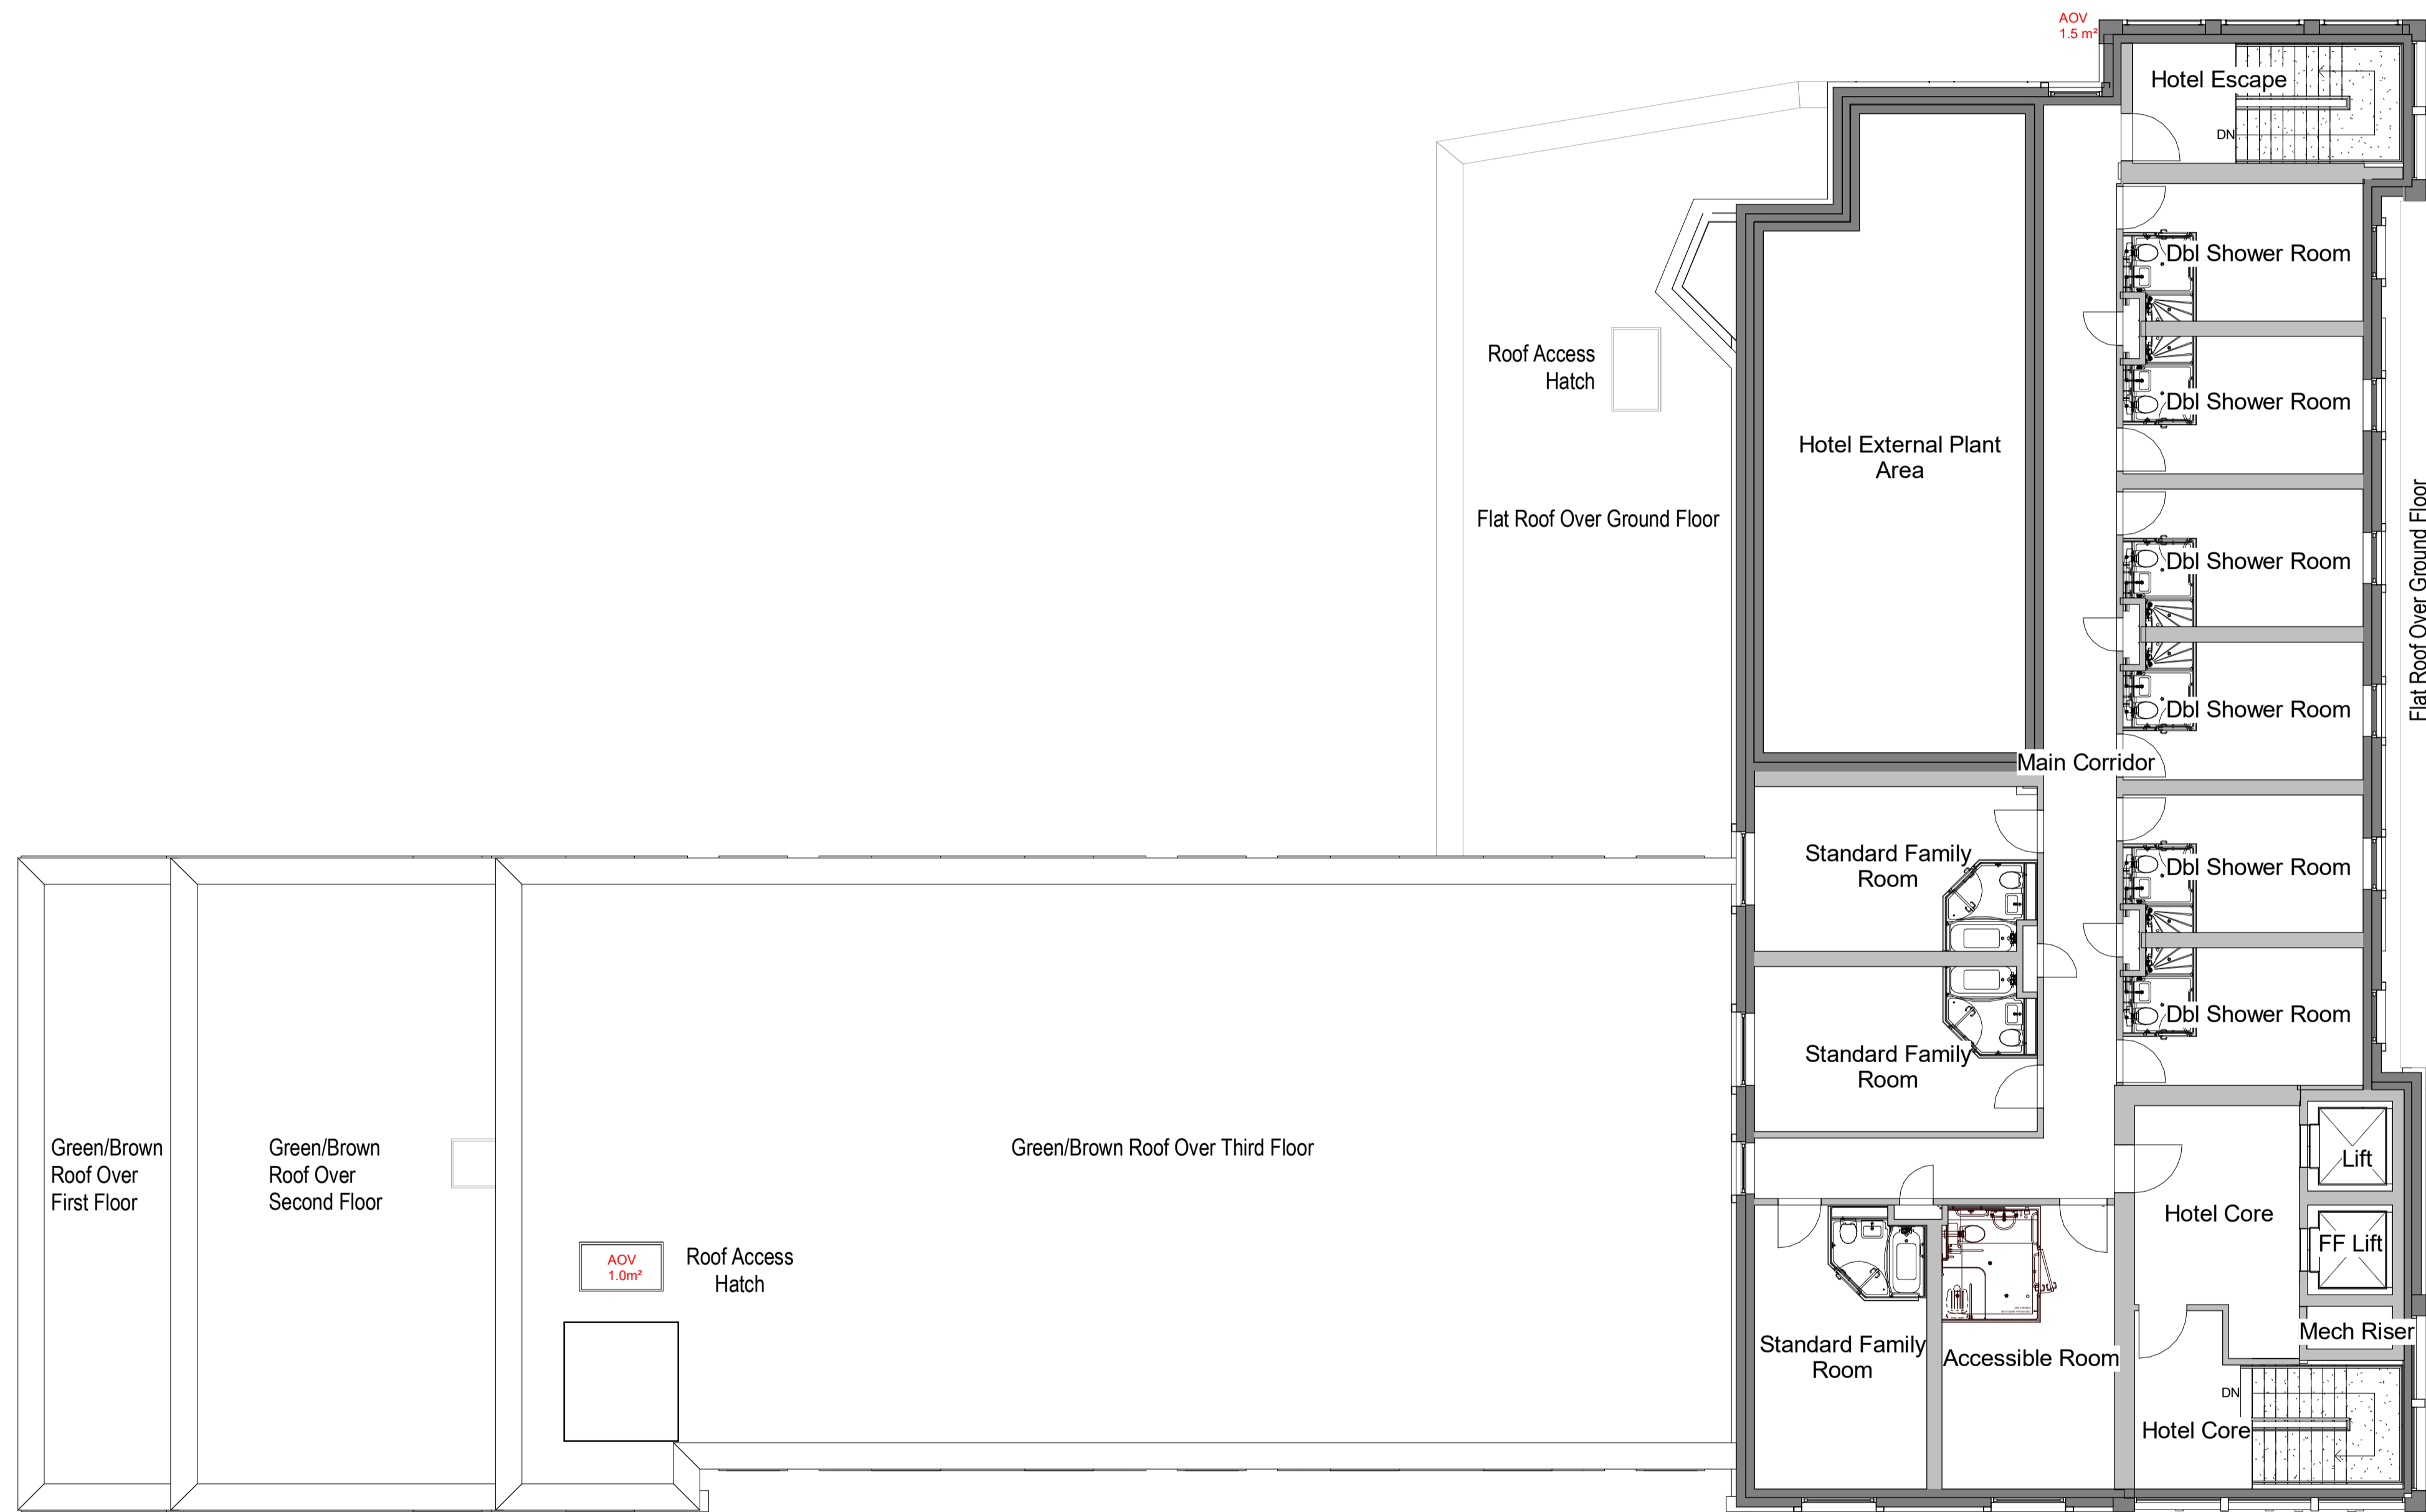 AOV
1.5 m²
Hotel Escape
DN
Dbl Shower Room
Roof Access
Hatch
Dbl Shower Room
Hotel External Plant
Area
Flat Roof Over Ground Floor
Dbl Shower Room
Flat Roof Over Ground Floor
Dbl Shower Room
Main Corridor
Standard Family
Room
Dbl Shower Room
Dbl Shower Room
Standard Family
Room
Green/Brown
Roof Over
First Floor
Green/Brown
Roof Over
Second Floor
Green/Brown Roof Over Third Floor
Lift
Hotel Core
FF Lift
AOV
1.0m²
Roof Access
Hatch
Mech Riser
Standard Family
Room
Accessible Room
DN
Hotel Core